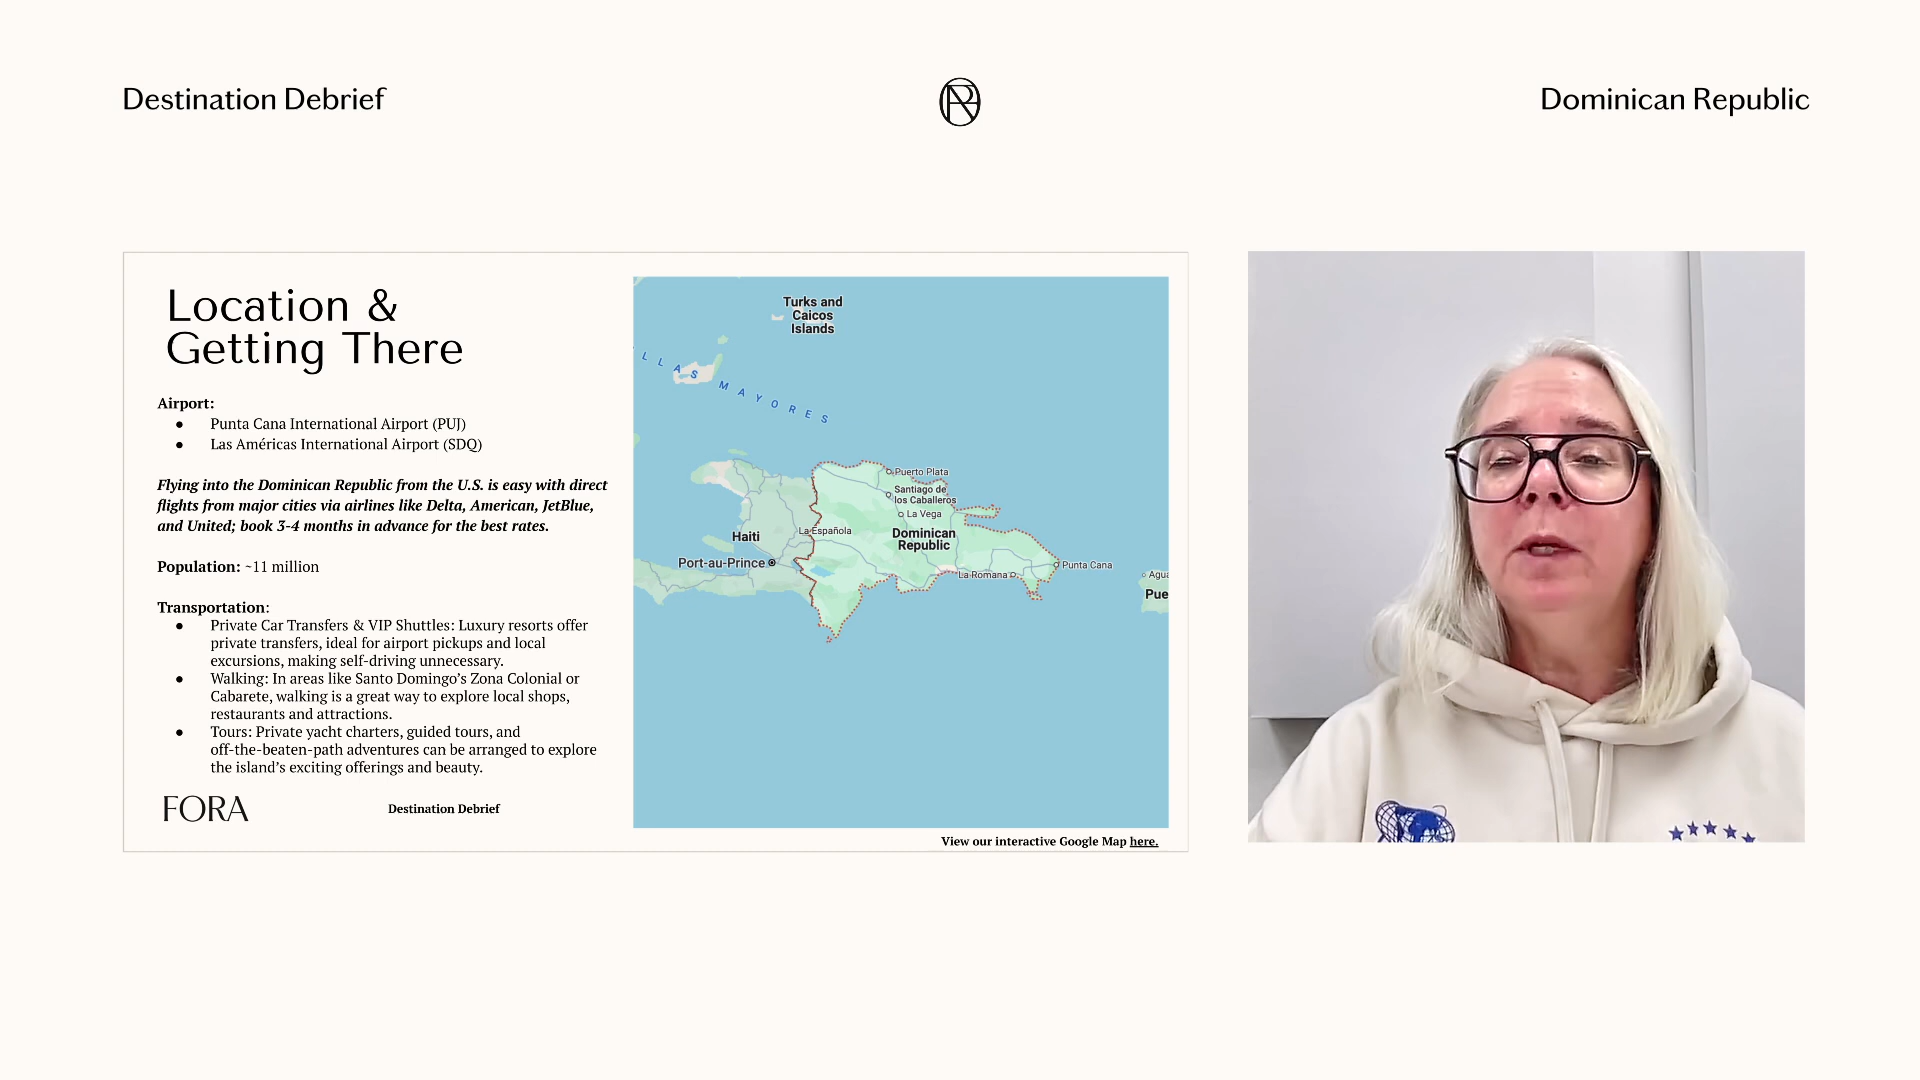 Destination Debrief
Dominican Republic
Location &
Getting There
Airport:
● Punta Cana International Airport (PUJ)
● Las Américas International Airport (SDQ)
Flying into the Dominican Republic from the U.S. is easy with direct
flights from major cities via airlines like Delta, American, JetBlue,
and United; book 3-4 months in advance for the best rates.
Population: ~11 million
Transportation:
● Private Car Transfers & VIP Shuttles: Luxury resorts offer
private transfers, ideal for airport pickups and local
excursions, making self-driving unnecessary.
● Walking: In areas like Santo Domingo’s Zona Colonial or
Cabarete, walking is a great way to explore local shops,
restaurants and attractions.
● Tours: Private yacht charters, guided tours, and
off-the-beaten-path adventures can be arranged to explore
the island’s exciting offerings and beauty.
FORA
Destination Debrief
Turks and
Caicos
Islands
LLAS MAYORES
Puerto Plata
Santiago de
los Caballeros
La Vega
La Española
Haiti
Dominican
Republic
Port-au-Prince
La Romana
Punta Cana
Agua
Pue
View our interactive Google Map here.